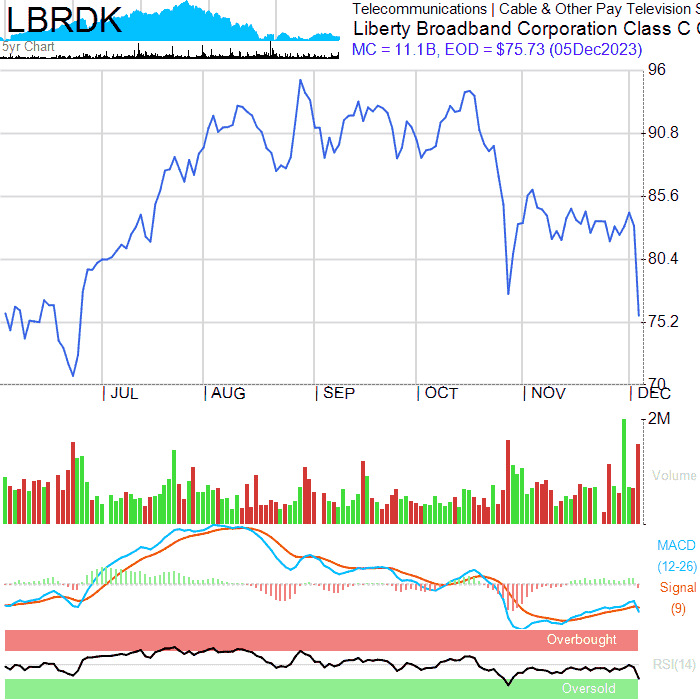 LBRDK
5yr Chart
Telecommunications | Cable & Other Pay Television S
Liberty Broadband Corporation Class C C
MC = 11.1B, EOD = $75.73 (05Dec2023)
96
90.8
85.6
80.4
75.2
70
JUL AUG SEP OCT NOV DEC
2M
Volume
MACD
(12-26)
Signal
(9)
Overbought
RSI(14)
Oversold